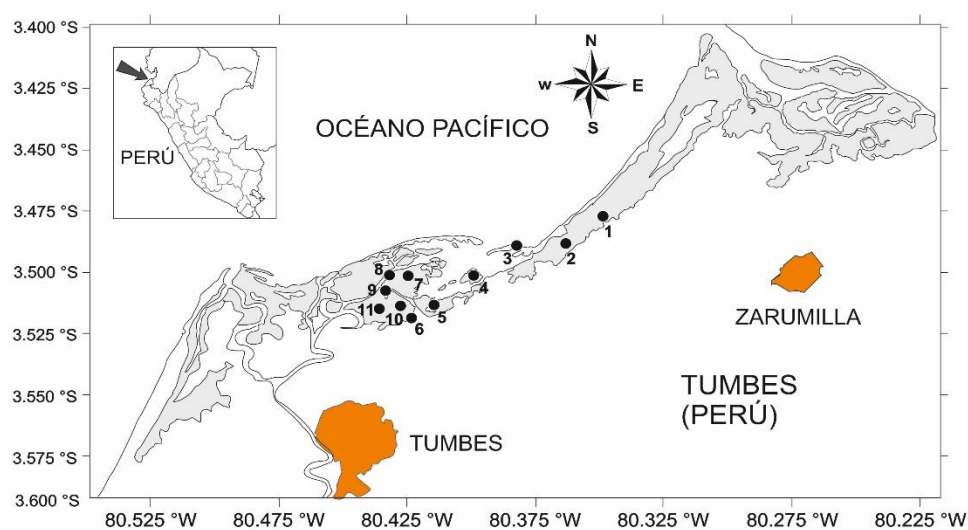 3.400 °S
3.425 °S
3.450 °S
3.475 °S
3.500 °S
3.525 °S
3.550 °S
3.575 °S
3.600 °S
PERÚ
OCÉANO PACÍFICO
N
W E
S
1
2
3
4
5
6
7
8
9
10
11
ZARUMILLA
TUMBES
(PERÚ)
TUMBES
80.525 °W 80.475 °W 80.425 °W 80.375 °W 80.325 °W 80.275 °W 80.225 °W